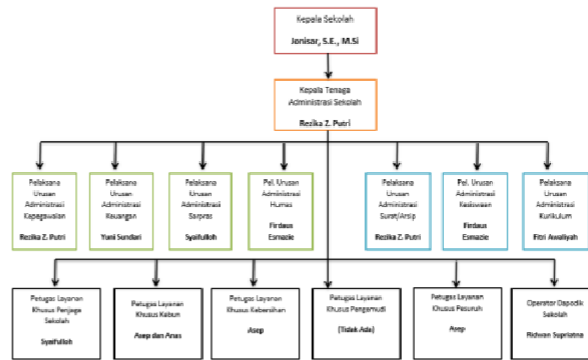 Kepala Sekolah
Jonisar, S.E., M.Si
Kepala Tenaga
Administrasi Sekolah
Rezika Z. Putri
Pelaksana
Urusan
Administrasi
Kepagawaian
Rezika Z. Putri
Pelaksana
Urusan
Administrasi
Keuangan
Yuni Sundari
Pelaksana
Urusan
Administrasi
Sarpras
Syaifulloh
Pel. Urusan
Administrasi
Humas
Firdaus
Esmazie
Pelaksana
Urusan
Administrasi
Surat/Arsip
Rezika Z. Putri
Pel. Urusan
Administrasi
Kesiswaan
Firdaus
Esmazie
Pelaksana
Urusan
Administrasi
Kurikulum
Fitri Awaliyah
Petugas Layanan
Khusus Penjaga
Sekolah
Syaifulloh
Petugas Layanan
Khusus Kebun
Asep dan Anas
Petugas Layanan
Khusus Kebersihan
Asep
Petugas Layanan
Khusus Pengemudi
(Tidak Ada)
Petugas Layanan
Khusus Pesuruh
Asep
Operator Dapodik
Sekolah
Ridwan Supriatna